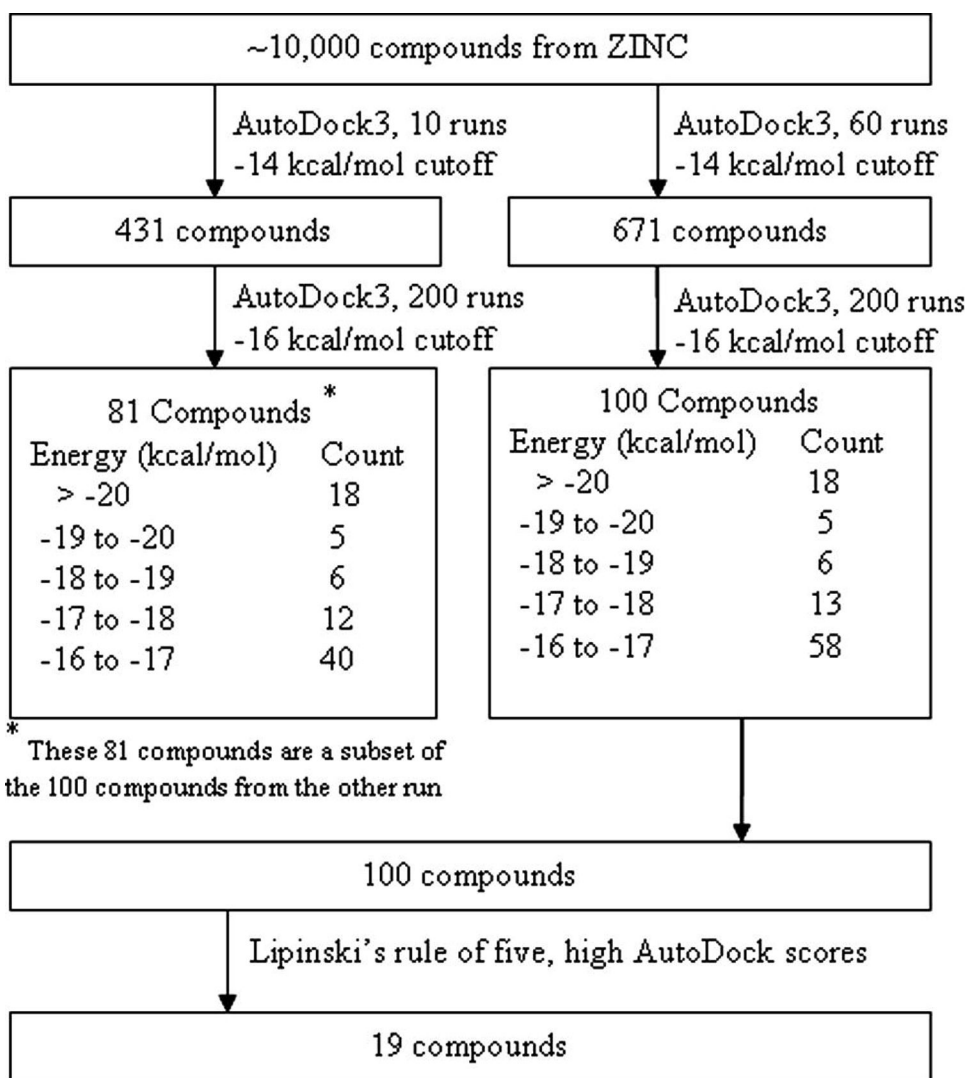 ~10,000 compounds from ZINC
AutoDock3, 10 runs
-14 kcal/mol cutoff
AutoDock3, 60 runs
-14 kcal/mol cutoff
431 compounds
671 compounds
AutoDock3, 200 runs
-16 kcal/mol cutoff
AutoDock3, 200 runs
-16 kcal/mol cutoff
81 Compounds *
Energy (kcal/mol) Count
> -20 18
-19 to -20 5
-18 to -19 6
-17 to -18 12
-16 to -17 40
100 Compounds
Energy (kcal/mol) Count
> -20 18
-19 to -20 5
-18 to -19 6
-17 to -18 13
-16 to -17 58
* These 81 compounds are a subset of
the 100 compounds from the other run
100 compounds
Lipinski's rule of five, high AutoDock scores
19 compounds